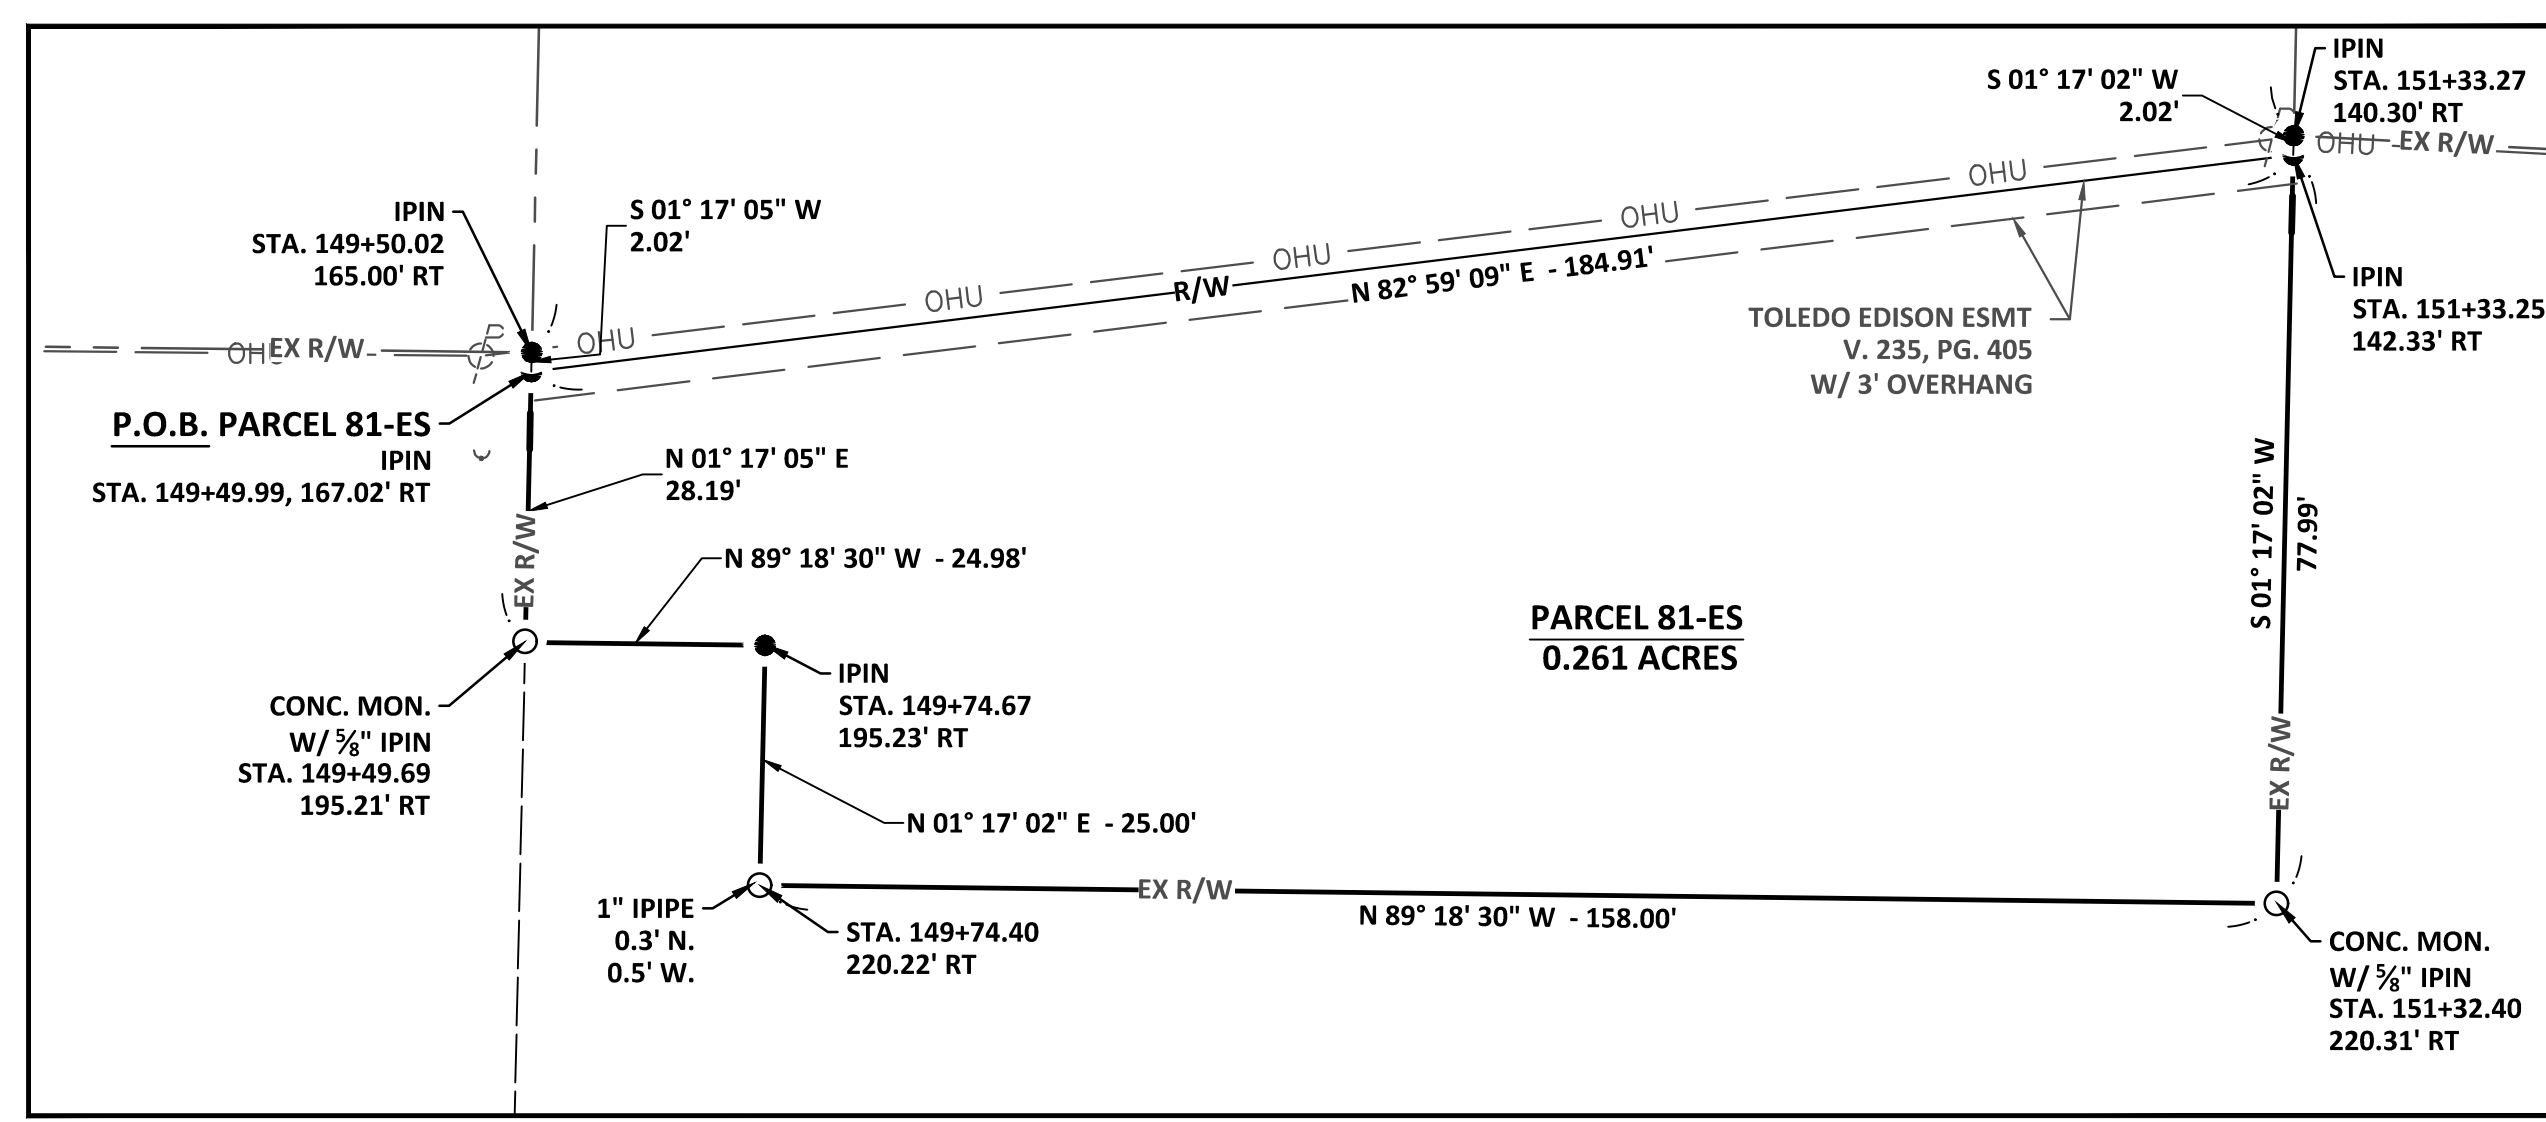 IPIN
STA. 151+33.27
140.30' RT
S 01° 17' 02" W
2.02'
OHU
EX R/W
OHU
OHU
OHU
OHU
OHU
IPIN
STA. 149+50.02
165.00' RT
S 01° 17' 05" W
2.02'
R/W
N 82° 59' 09" E - 184.91'
IPIN
STA. 151+33.25
142.33' RT
TOLEDO EDISON ESMT
V. 235, PG. 405
W/ 3' OVERHANG
EX R/W
P.O.B. PARCEL 81-ES
IPIN
STA. 149+49.99, 167.02' RT
N 01° 17' 05" E
28.19'
EX R/W
N 89° 18' 30" W - 24.98'
S 01° 17' 02" W
77.99'
PARCEL 81-ES
0.261 ACRES
IPIN
STA. 149+74.67
195.23' RT
CONC. MON.
W/ ⅝" IPIN
STA. 149+49.69
195.21' RT
EX R/W
N 01° 17' 02" E - 25.00'
1" IPIPE
0.3' N.
0.5' W.
STA. 149+74.40
220.22' RT
EX R/W
N 89° 18' 30" W - 158.00'
CONC. MON.
W/ ⅝" IPIN
STA. 151+32.40
220.31' RT